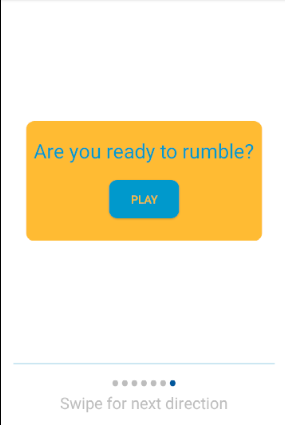 Are you ready to rumble?
PLAY
Swipe for next direction